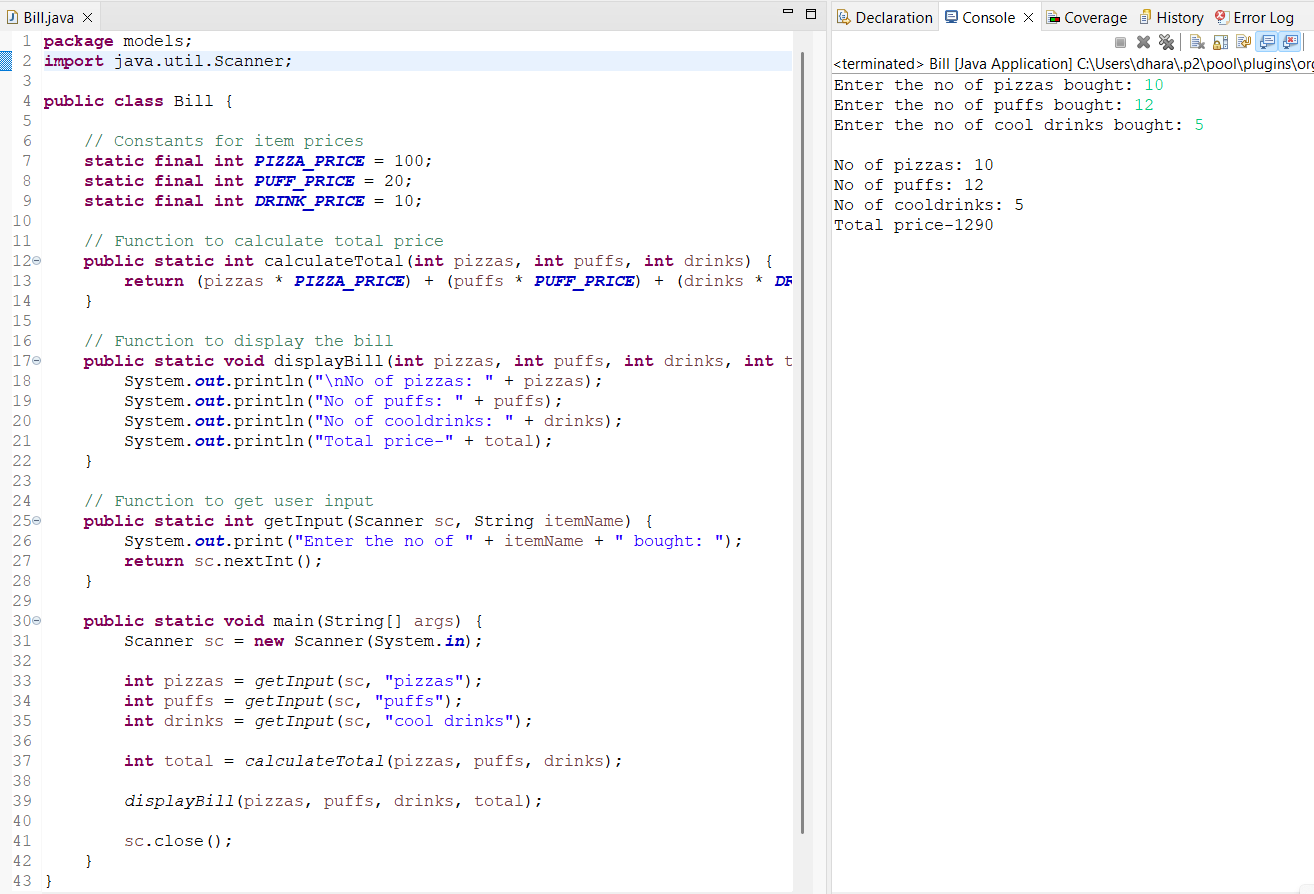 Bill.java
1 package models;
2 import java.util.Scanner;
3
4 public class Bill {
5
6     // Constants for item prices
7     static final int PIZZA_PRICE = 100;
8     static final int PUFF_PRICE = 20;
9     static final int DRINK_PRICE = 10;
10
11     // Function to calculate total price
12     public static int calculateTotal(int pizzas, int puffs, int drinks) {
13         return (pizzas * PIZZA_PRICE) + (puffs * PUFF_PRICE) + (drinks * DR
14     }
15
16     // Function to display the bill
17     public static void displayBill(int pizzas, int puffs, int drinks, int t
18         System.out.println("\nNo of pizzas: " + pizzas);
19         System.out.println("No of puffs: " + puffs);
20         System.out.println("No of cooldrinks: " + drinks);
21         System.out.println("Total price-" + total);
22     }
23
24     // Function to get user input
25     public static int getInput(Scanner sc, String itemName) {
26         System.out.print("Enter the no of " + itemName + " bought: ");
27         return sc.nextInt();
28     }
29
30     public static void main(String[] args) {
31         Scanner sc = new Scanner(System.in);
32
33         int pizzas = getInput(sc, "pizzas");
34         int puffs = getInput(sc, "puffs");
35         int drinks = getInput(sc, "cool drinks");
36
37         int total = calculateTotal(pizzas, puffs, drinks);
38
39         displayBill(pizzas, puffs, drinks, total);
40
41         sc.close();
42     }
43 }
Declaration Console Coverage History Error Log
<terminated> Bill [Java Application] C:\Users\dhara\.p2\pool\plugins\org
Enter the no of pizzas bought: 10
Enter the no of puffs bought: 12
Enter the no of cool drinks bought: 5

No of pizzas: 10
No of puffs: 12
No of cooldrinks: 5
Total price-1290